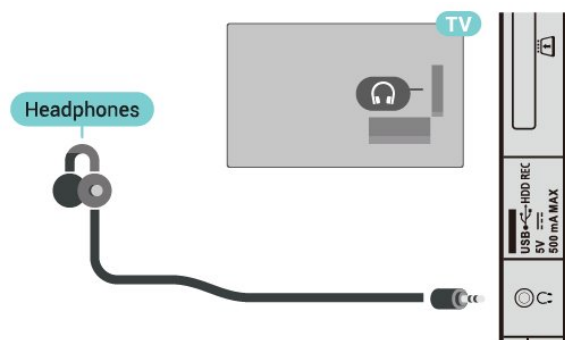 TV
Headphones
USB HDD REC
5V
500 mA MAX